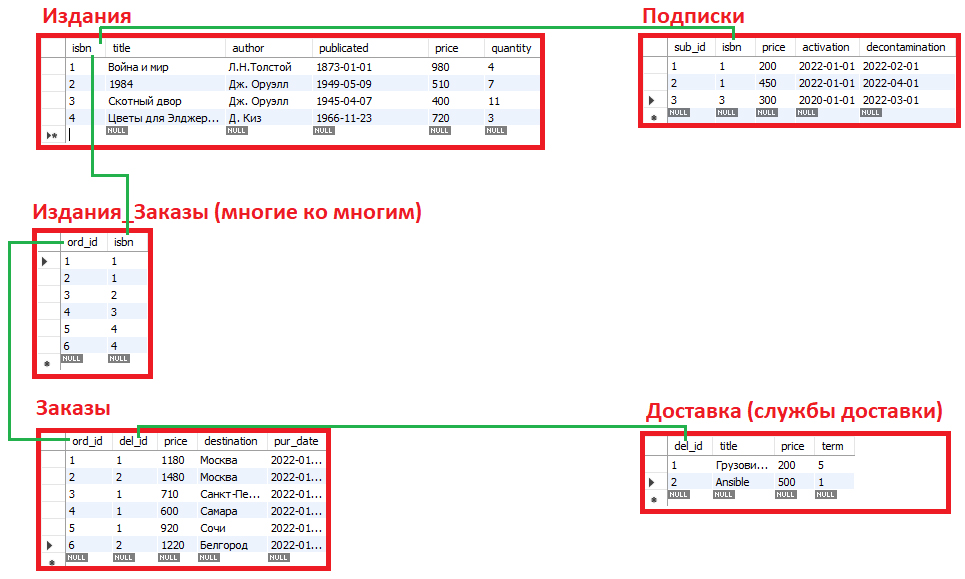 Издания
isbn title author publicated price quantity
1 Война и мир Л.Н.Толстой 1873-01-01 980 4
2 1984 Дж. Оруэлл 1949-05-09 510 7
3 Скотный двор Дж. Оруэлл 1945-04-07 400 11
4 Цветы для Элджер... Д. Киз 1966-11-23 720 3
NULL NULL NULL NULL NULL
Подписки
sub_id isbn price activation decontamination
1 1 200 2022-01-01 2022-02-01
2 1 450 2022-01-01 2022-04-01
3 3 300 2020-01-01 2022-03-01
NULL NULL NULL NULL NULL
Издания_Заказы (многие ко многим)
ord_id isbn
1 1
2 1
3 2
4 3
5 4
6 4
NULL NULL
Заказы
ord_id del_id price destination pur_date
1 1 1180 Москва 2022-01...
2 2 1480 Москва 2022-01...
3 1 710 Санкт-Пе... 2022-01...
4 1 600 Самара 2022-01...
5 1 920 Сочи 2022-01...
6 2 1220 Белгород 2022-01...
NULL NULL NULL NULL NULL
Доставка (службы доставки)
del_id title price term
1 Грузови... 200 5
2 Ansible 500 1
NULL NULL NULL NULL